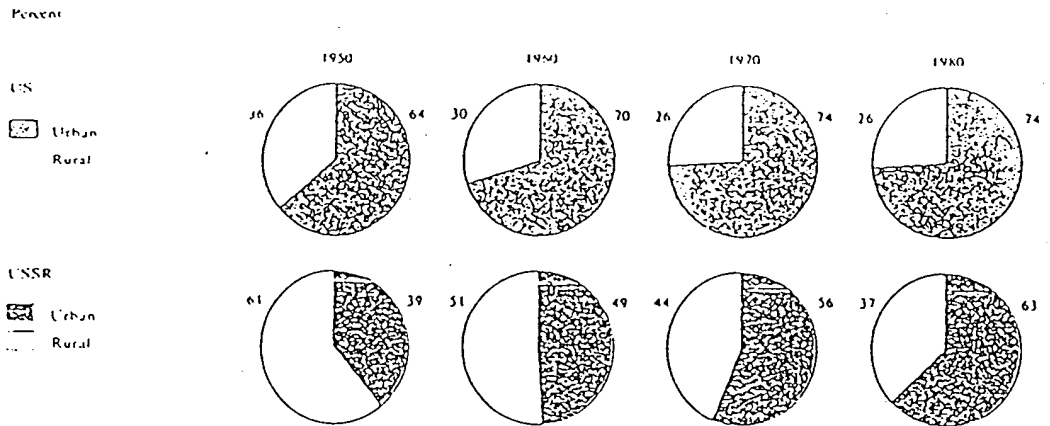 Percent
1950 1960 1970 1980
US
36 64 30 70 26 74 26 74
Urban
Rural
USSR
61 39 51 49 44 56 37 63
Urban
Rural